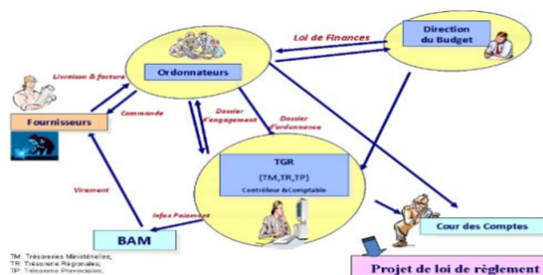 Direction
du Budget
Loi de Finances
Ordonnateurs
Livraison & facture
Fournisseurs
Commande
Dossier
d'engagement
Dossier
d'ordonnance
TGR
(TM,TR,TP)
Contrôleur &Comptable
Virement
Infos Paiement
BAM
Cour des Comptes
TM: Trésoreries Ministérielles;
TR: Trésorerie Régionales;
TP: Trésorerie Provinciales;
Projet de loi de règlement